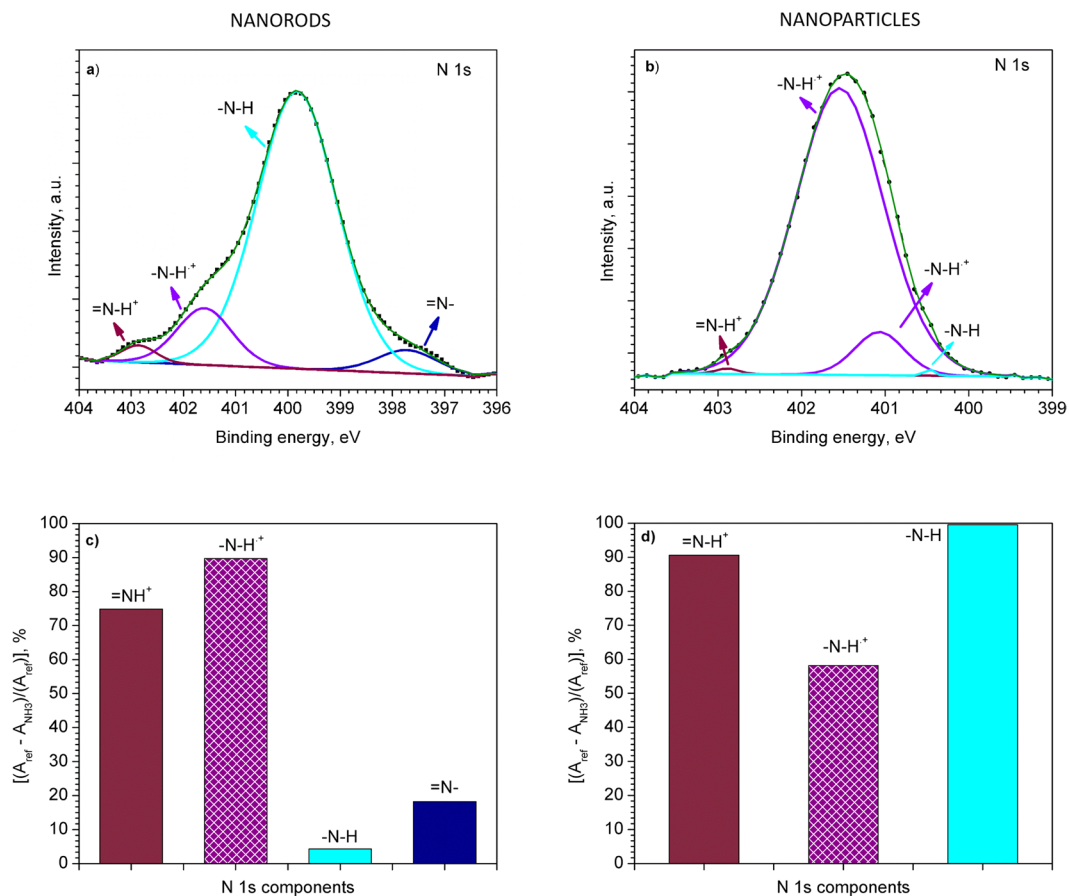 NANORODS
NANOPARTICLES
a)
N 1s
-N-H
-N-H·+
=N-H+
=N-
Intensity, a.u.
404 403 402 401 400 399 398 397 396
Binding energy, eV
b)
N 1s
-N-H·+
-N-H·+
-N-H
=N-H+
Intensity, a.u.
404 403 402 401 400 399
Binding energy, eV
c)
-N-H·+
=NH+
-N-H
=N-
100
90
80
70
60
50
40
30
20
10
0
[(Aref - ANH3)/(Aref)], %
N 1s components
d)
=N-H+
-N-H·+
-N-H
100
90
80
70
60
50
40
30
20
10
0
[(Aref - ANH3)/(Aref)], %
N 1s components